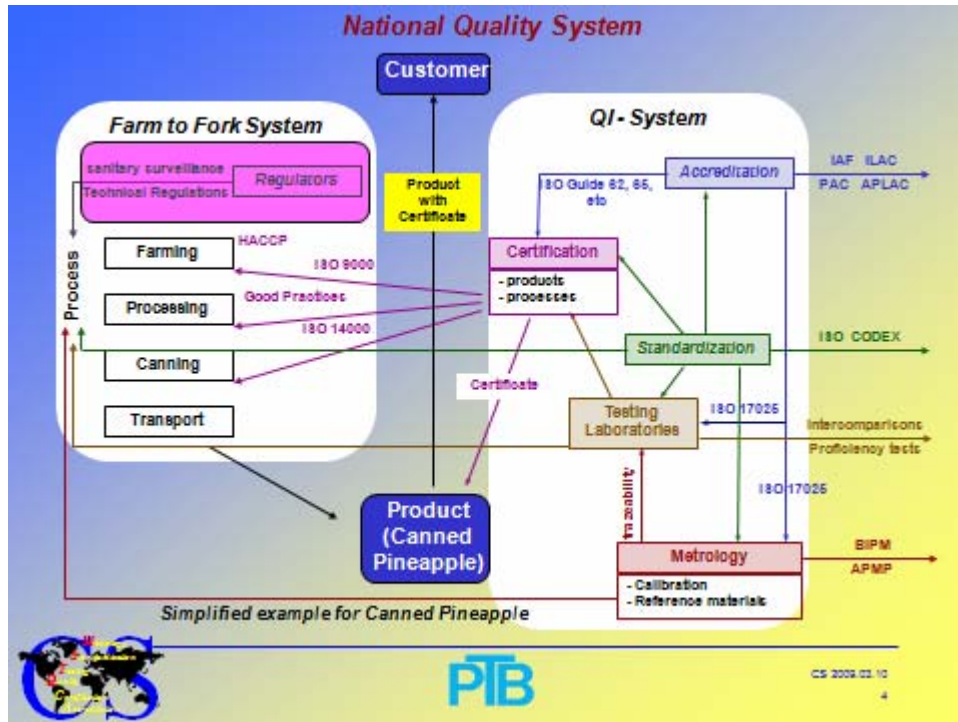 National Quality System
Customer
Farm to Fork System
QI - System
sanitary surveillance
Technical Regulations
Regulators
Product
with
Certificate
ISO Guide 62, 65,
etc
Accreditation
IAF ILAC
PAC APLAC
Process
Farming
HACCP
ISO 9000
Certification
- products
- processes
Processing
Good Practices
ISO 14000
Canning
Standardization
ISO CODEX
Certificate
Transport
Testing
Laboratories
ISO 17025
Intercomparisons
Proficiency tests
ISO 17025
trazeability
Product
(Canned
Pineapple)
Metrology
- Calibration
- Reference materials
BIPM
APMP
Simplified example for Canned Pineapple
CS
PTB
CS 2009.03.10
4